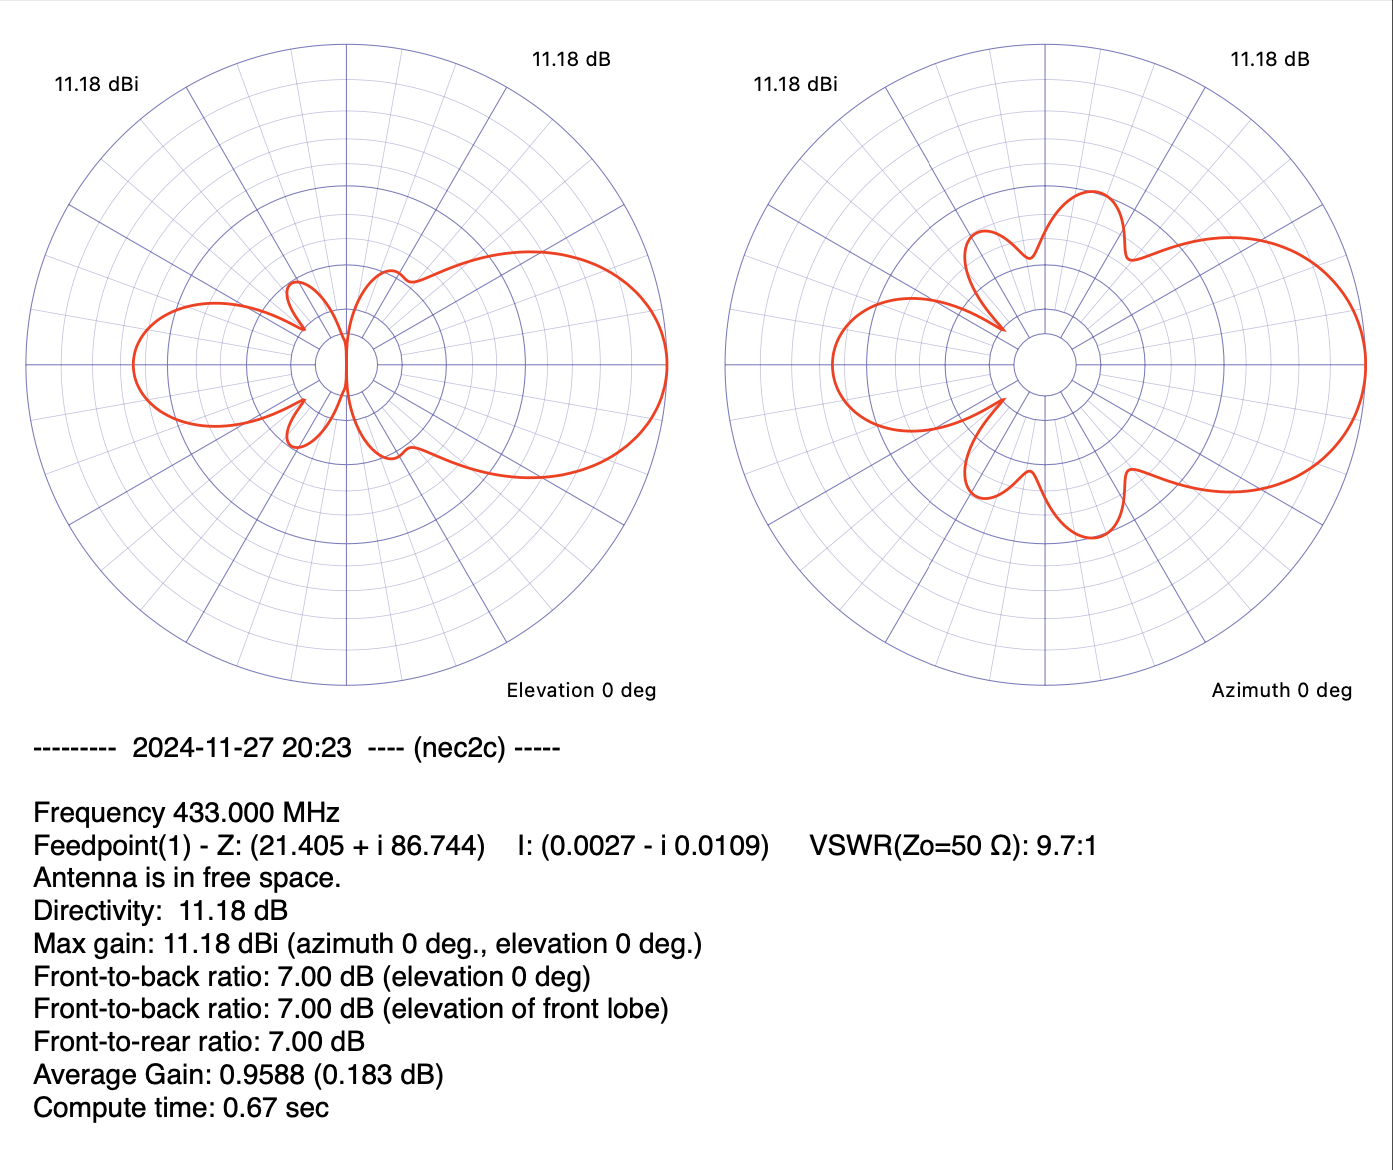 11.18 dB
11.18 dBi
Elevation 0 deg
11.18 dB
11.18 dBi
Azimuth 0 deg
--------- 2024-11-27 20:23 ---- (nec2c) -----
Frequency 433.000 MHz
Feedpoint(1) - Z: (21.405 + i 86.744) I: (0.0027 - i 0.0109) VSWR(Zo=50 Ω): 9.7:1
Antenna is in free space.
Directivity: 11.18 dB
Max gain: 11.18 dBi (azimuth 0 deg., elevation 0 deg.)
Front-to-back ratio: 7.00 dB (elevation 0 deg)
Front-to-back ratio: 7.00 dB (elevation of front lobe)
Front-to-rear ratio: 7.00 dB
Average Gain: 0.9588 (0.183 dB)
Compute time: 0.67 sec